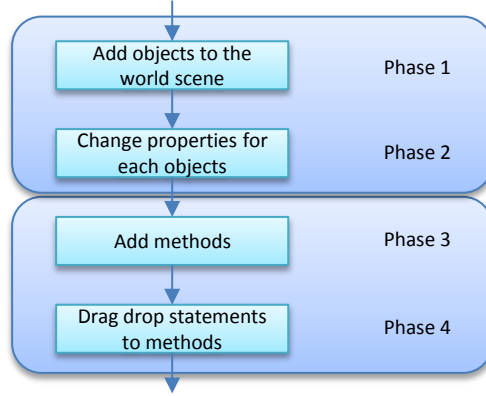 Add objects to the
world scene
Phase 1
Change properties for
each objects
Phase 2
Add methods
Phase 3
Drag drop statements
to methods
Phase 4